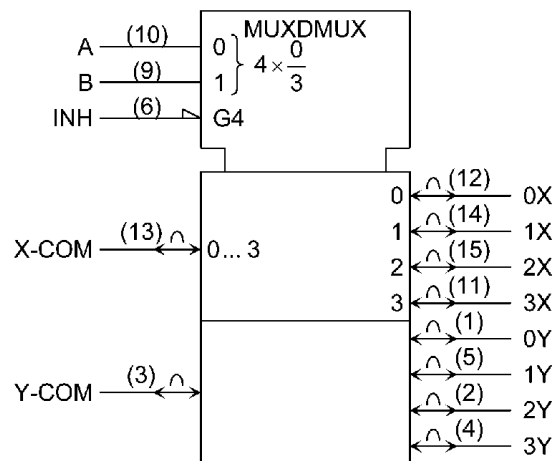 MUXDMUX
A (10) 0 } 4 × 0/3
B (9) 1
INH (6) G4
0 ∩ (12) 0X
1 ∩ (14) 1X
X-COM (13) ∩ 0... 3
2 ∩ (15) 2X
3 ∩ (11) 3X
∩ (1) 0Y
∩ (5) 1Y
Y-COM (3) ∩
∩ (2) 2Y
∩ (4) 3Y